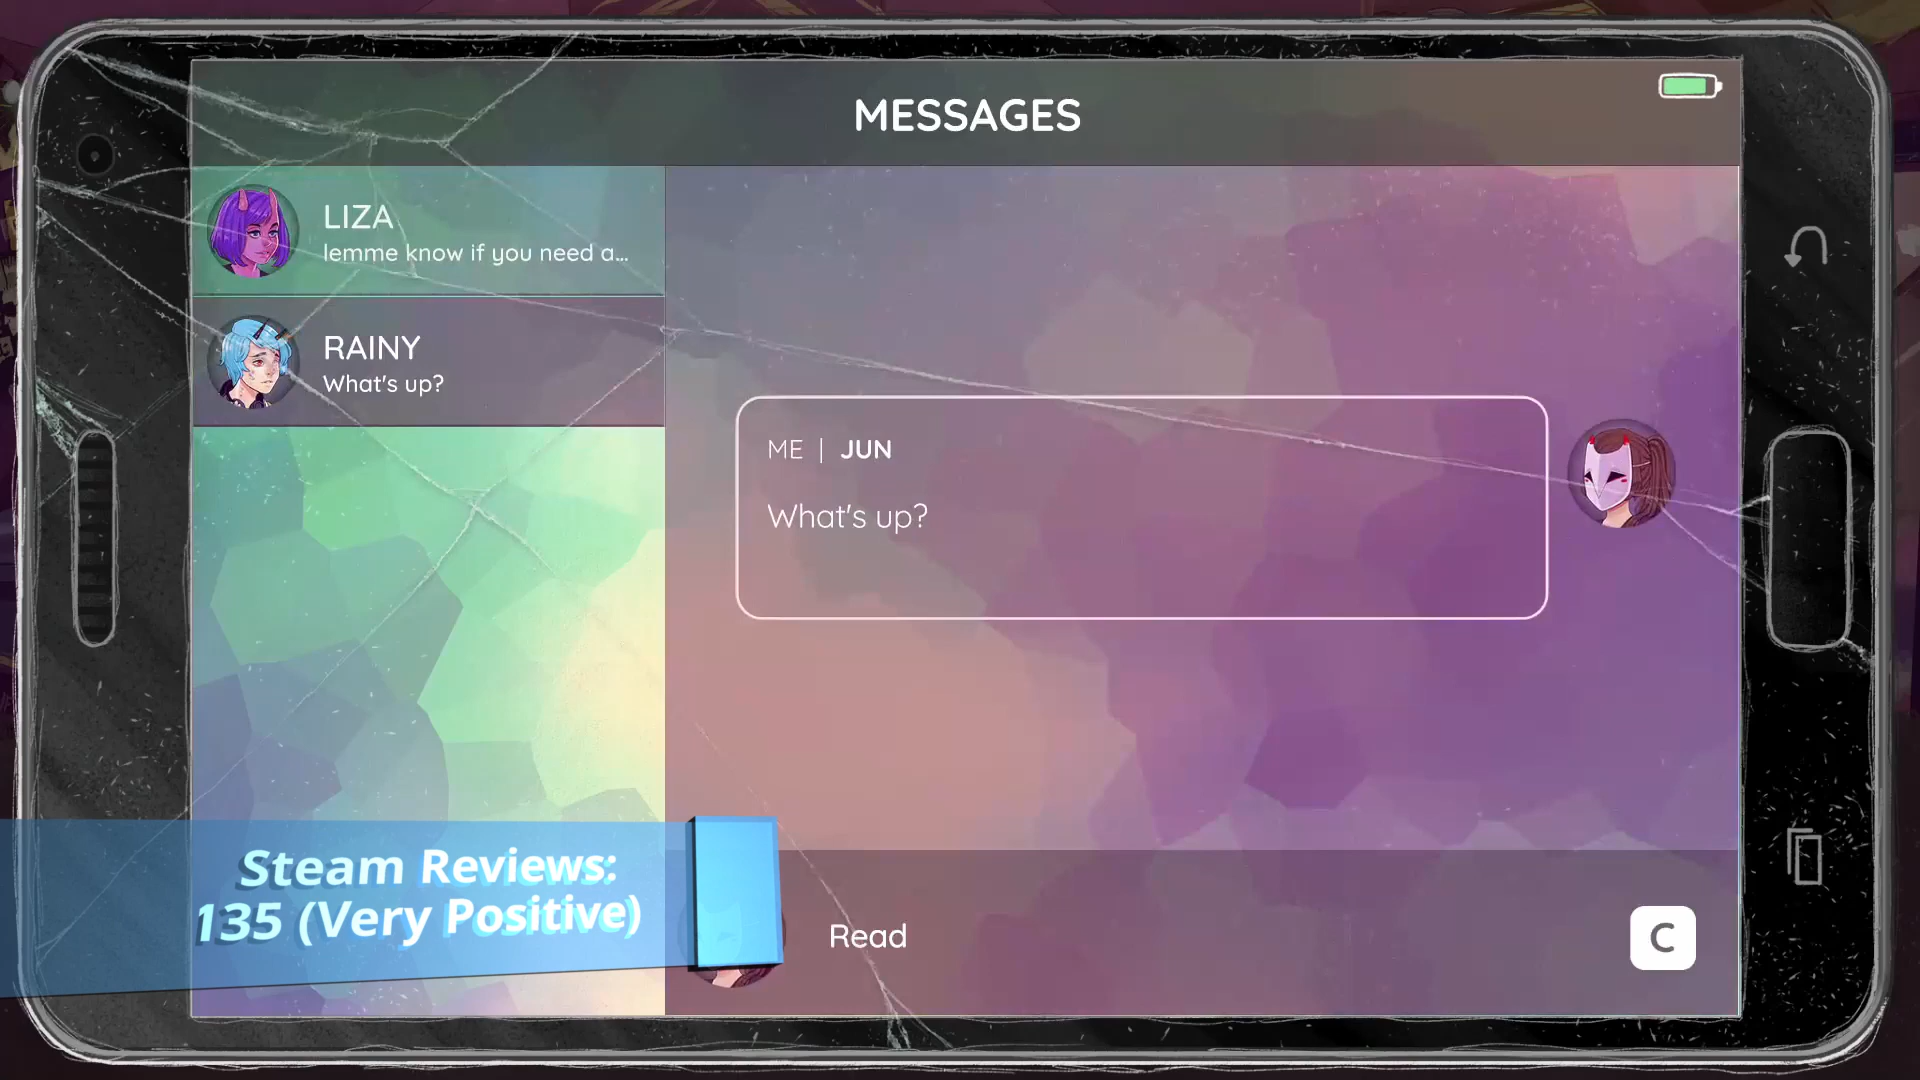 MESSAGES
LIZA
lemme know if you need a...
RAINY
What's up?
ME | JUN
What's up?
Steam Reviews:
135 (Very Positive)
Read
C